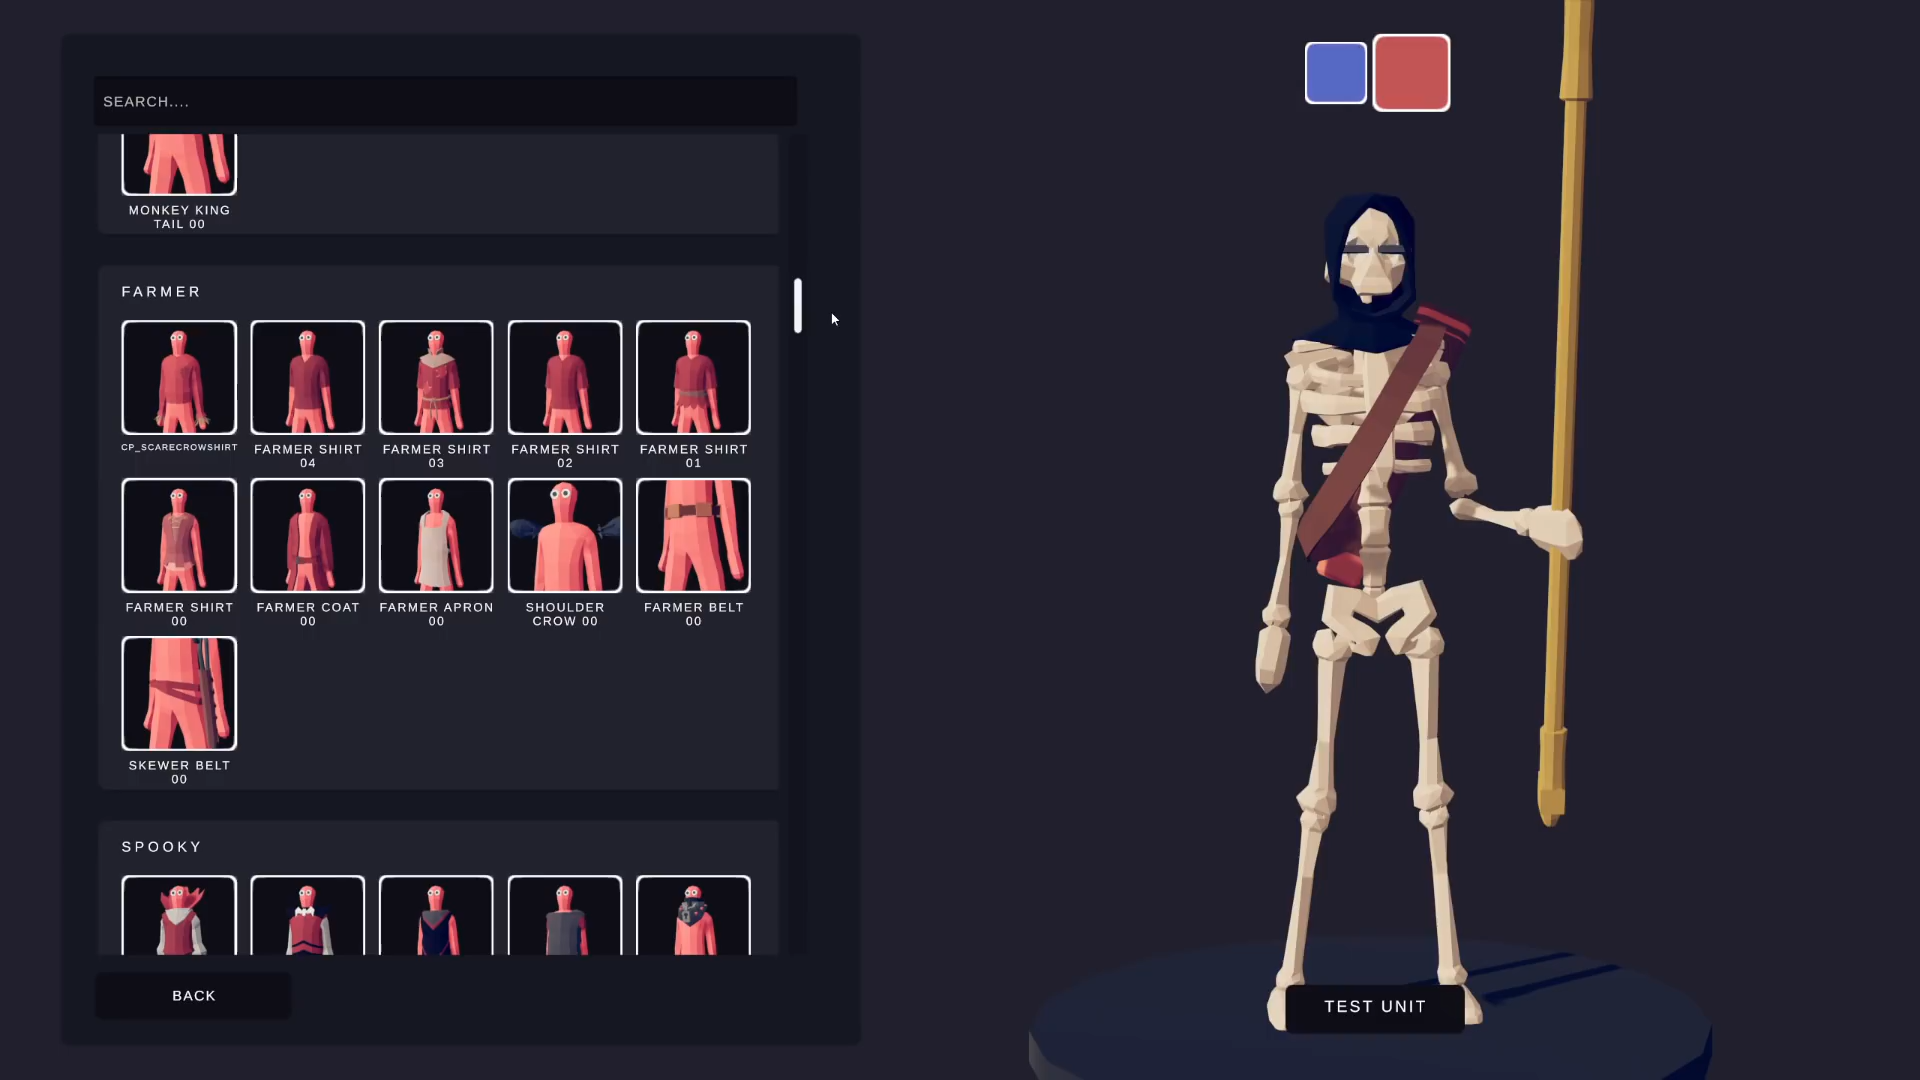 SEARCH....
MONKEY KING
TAIL 00
FARMER
CP_SCARECROWSHIRT
FARMER SHIRT
04
FARMER SHIRT
03
FARMER SHIRT
02
FARMER SHIRT
01
FARMER SHIRT
00
FARMER COAT
00
FARMER APRON
00
SHOULDER
CROW 00
FARMER BELT
00
SKEWER BELT
00
SPOOKY
BACK
TEST UNIT